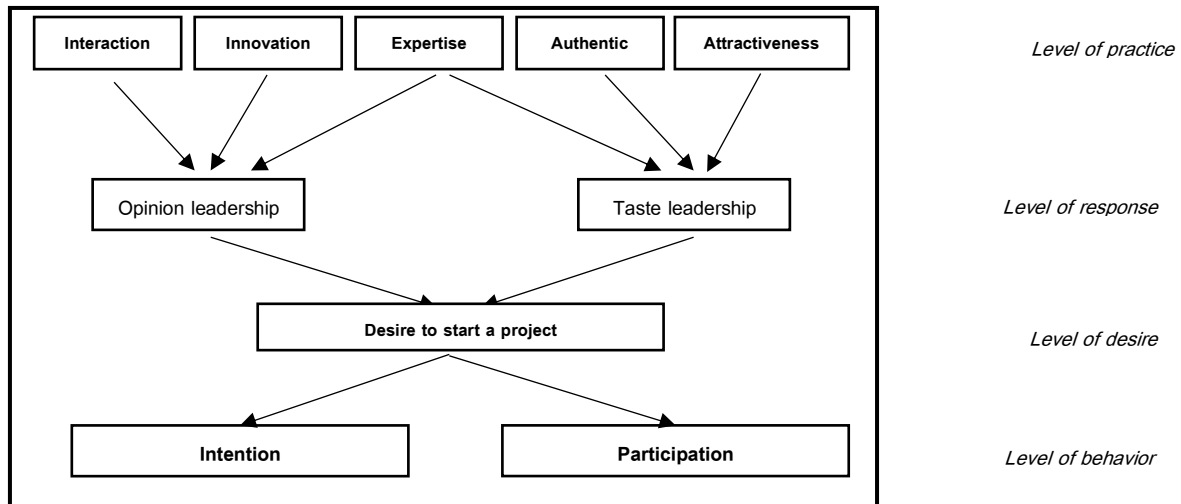 Interaction
Innovation
Expertise
Authentic
Attractiveness
Level of practice
Opinion leadership
Taste leadership
Level of response
Desire to start a project
Level of desire
Intention
Participation
Level of behavior